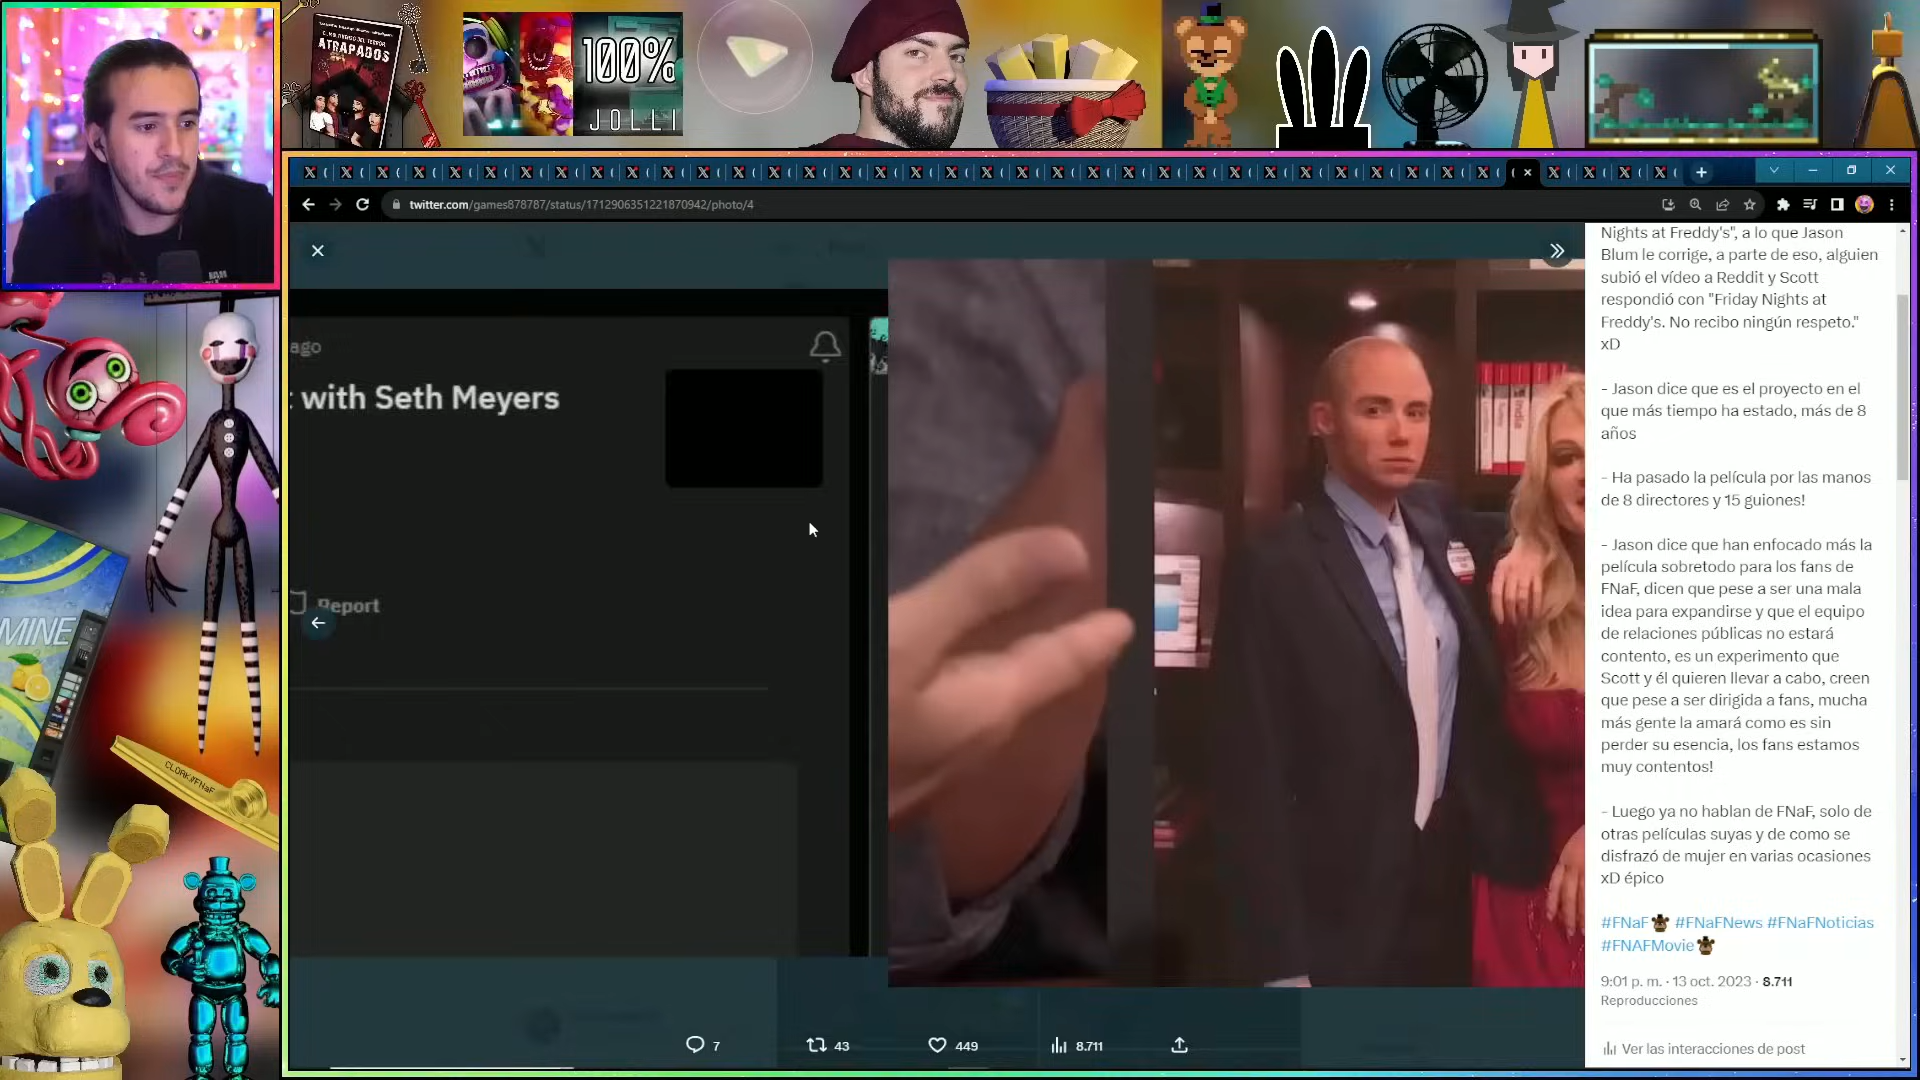 ATRAPADOS
100%
JOLLI
twitter.com/games878787/status/1712906351221870942/photo/4
ago
with Seth Meyers
Report
Nights at Freddy's", a lo que Jason
Blum le corrige, a parte de eso, alguien
subió el vídeo a Reddit y Scott
respondió con "Friday Nights at
Freddy's. No recibo ningún respeto."
xD
- Jason dice que es el proyecto en el
que más tiempo ha estado, más de 8
años
- Ha pasado la película por las manos
de 8 directores y 15 guiones!
- Jason dice que han enfocado más la
película sobretodo para los fans de
FNaF, dicen que pese a ser una mala
idea para expandirse y que el equipo
de relaciones públicas no estará
contento, es un experimento que
Scott y él quieren llevar a cabo, creen
que pese a ser dirigida a fans, mucha
más gente la amará como es sin
perder su esencia, los fans estamos
muy contentos!
- Luego ya no hablan de FNaF, solo de
otras películas suyas y de como se
disfrazó de mujer en varias ocasiones
xD épico
#FNaF #FNaFNews #FNaFNoticias
#FNAFMovie
9:01 p. m. · 13 oct. 2023 · 8.711
Reproducciones
Ver las interacciones de post
7
43
449
8.711
MINE
CLOAK×FNaF